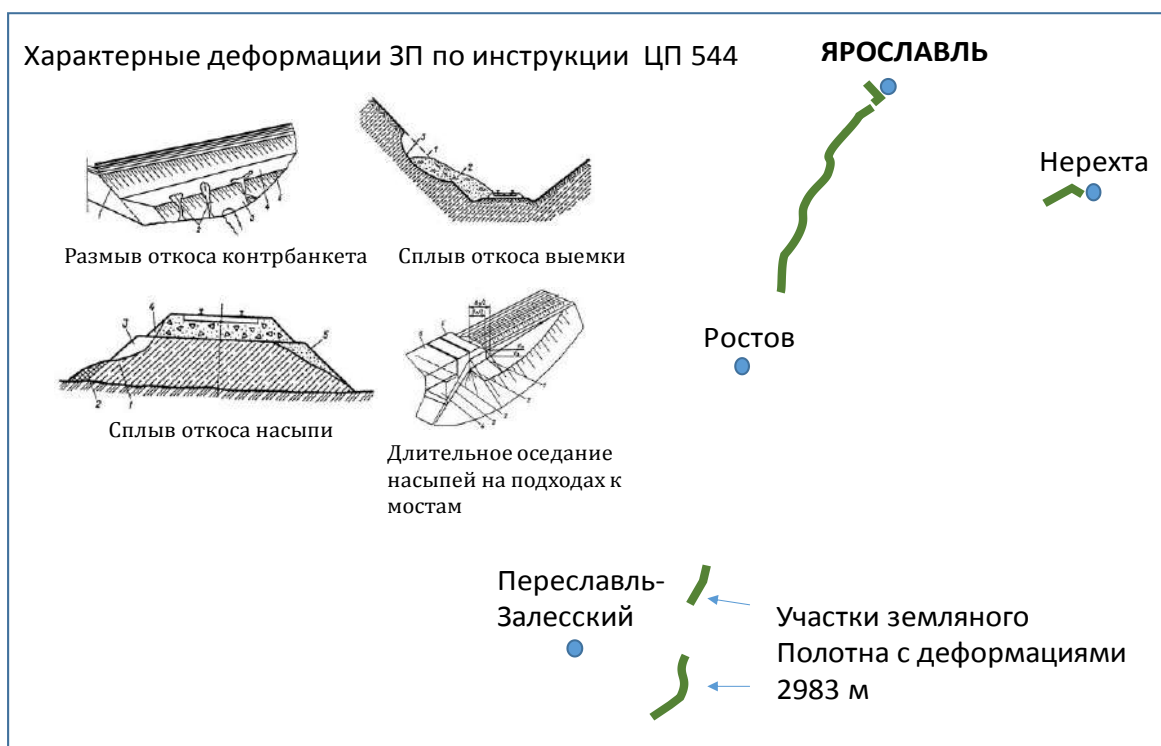 Характерные деформации ЗП по инструкции ЦП 544
ЯРОСЛАВЛЬ
Нерехта
Размыв откоса контрбанкета
Сплыв откоса выемки
Ростов
Сплыв откоса насыпи
Длительное оседание
насыпей на подходах к
мостам
Переславль-
Залесский
Участки земляного
Полотна с деформациями
2983 м